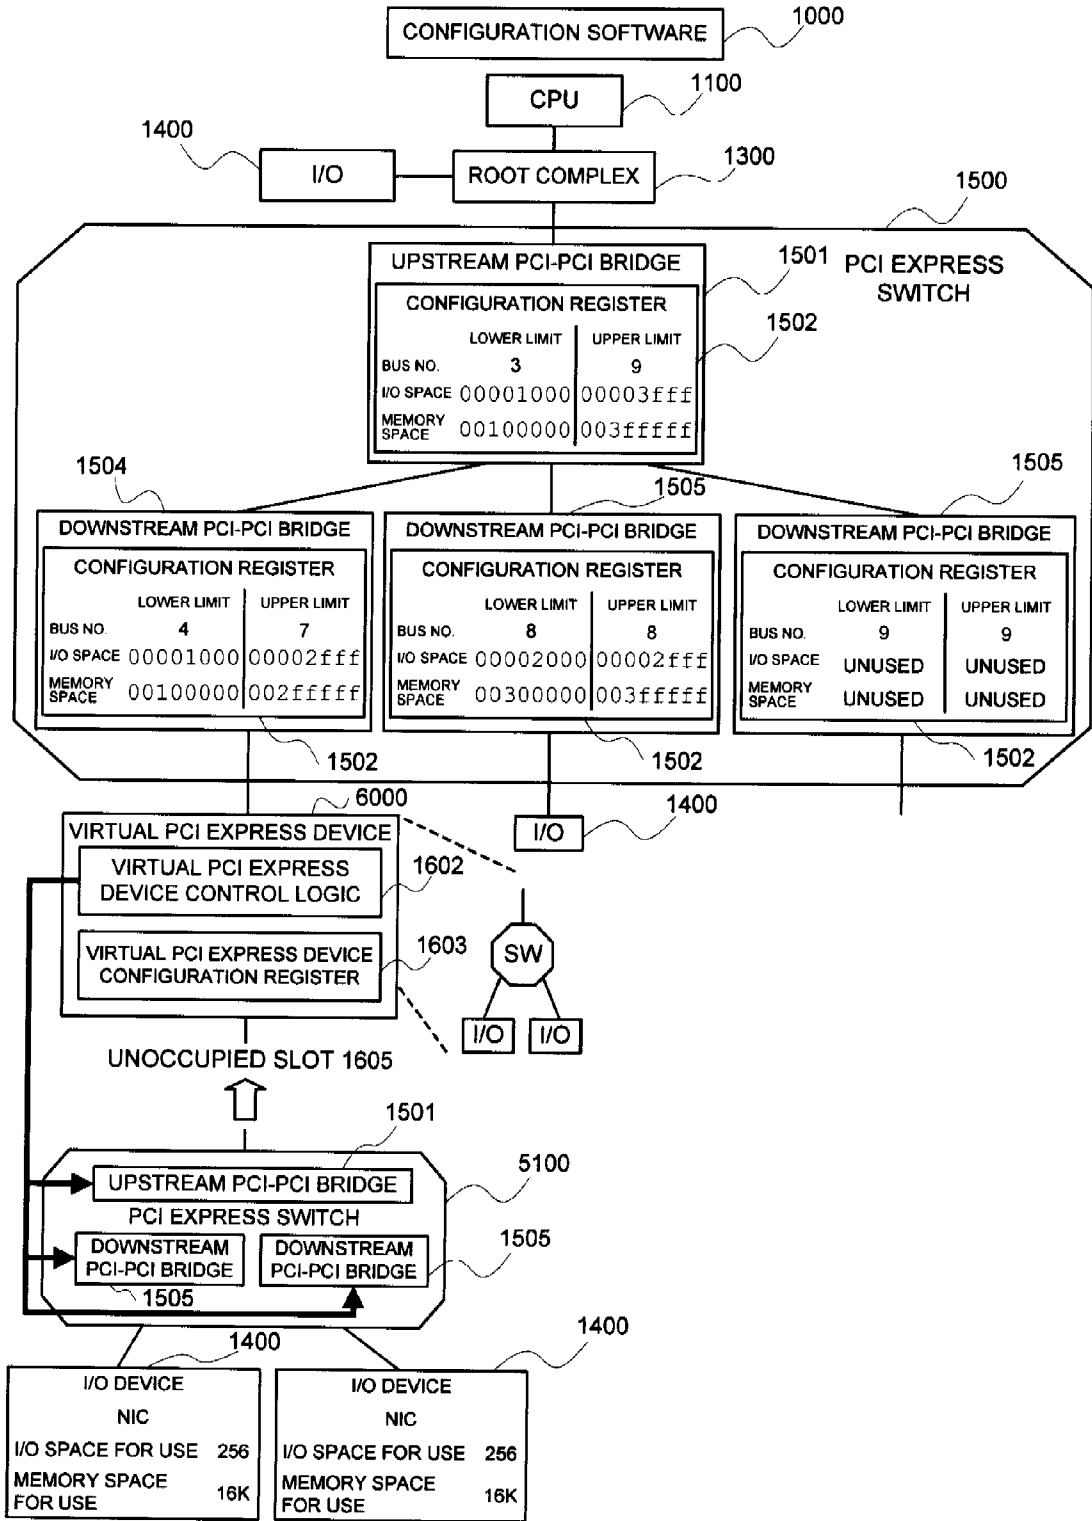 CONFIGURATION SOFTWARE
1000
CPU
1100
1400
I/O
ROOT COMPLEX
1300
1500
UPSTREAM PCI-PCI BRIDGE
1501
PCI EXPRESS
SWITCH
CONFIGURATION REGISTER
1502
LOWER LIMIT UPPER LIMIT
BUS NO. 3 9
I/O SPACE 00001000 00003fff
MEMORY
SPACE 00100000 003fffff
1504
1505
1505
DOWNSTREAM PCI-PCI BRIDGE
CONFIGURATION REGISTER
LOWER LIMIT UPPER LIMIT
BUS NO. 4 7
I/O SPACE 00001000 00002fff
MEMORY
SPACE 00100000 002fffff
1502
DOWNSTREAM PCI-PCI BRIDGE
CONFIGURATION REGISTER
LOWER LIMIT UPPER LIMIT
BUS NO. 8 8
I/O SPACE 00002000 00002fff
MEMORY
SPACE 00300000 003fffff
1502
DOWNSTREAM PCI-PCI BRIDGE
CONFIGURATION REGISTER
LOWER LIMIT UPPER LIMIT
BUS NO. 9 9
I/O SPACE UNUSED UNUSED
MEMORY
SPACE UNUSED UNUSED
1502
6000
1400
I/O
VIRTUAL PCI EXPRESS DEVICE
VIRTUAL PCI EXPRESS
DEVICE CONTROL LOGIC
1602
VIRTUAL PCI EXPRESS DEVICE
CONFIGURATION REGISTER
1603
SW
I/O I/O
UNOCCUPIED SLOT 1605
1501
5100
UPSTREAM PCI-PCI BRIDGE
PCI EXPRESS SWITCH
DOWNSTREAM
PCI-PCI BRIDGE
1505
DOWNSTREAM
PCI-PCI BRIDGE
1505
1400
1400
I/O DEVICE
NIC
I/O SPACE FOR USE 256
MEMORY SPACE
FOR USE 16K
I/O DEVICE
NIC
I/O SPACE FOR USE 256
MEMORY SPACE
FOR USE 16K